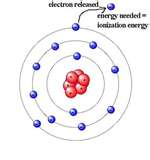 electron released
energy needed =
ionization energy